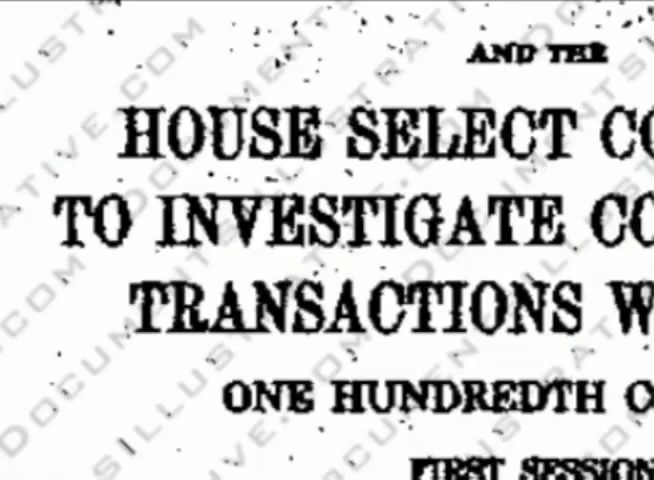 AND THE
HOUSE SELECT CO
TO INVESTIGATE CO
TRANSACTIONS W
ONE HUNDREDTH C
FIRST SESSION